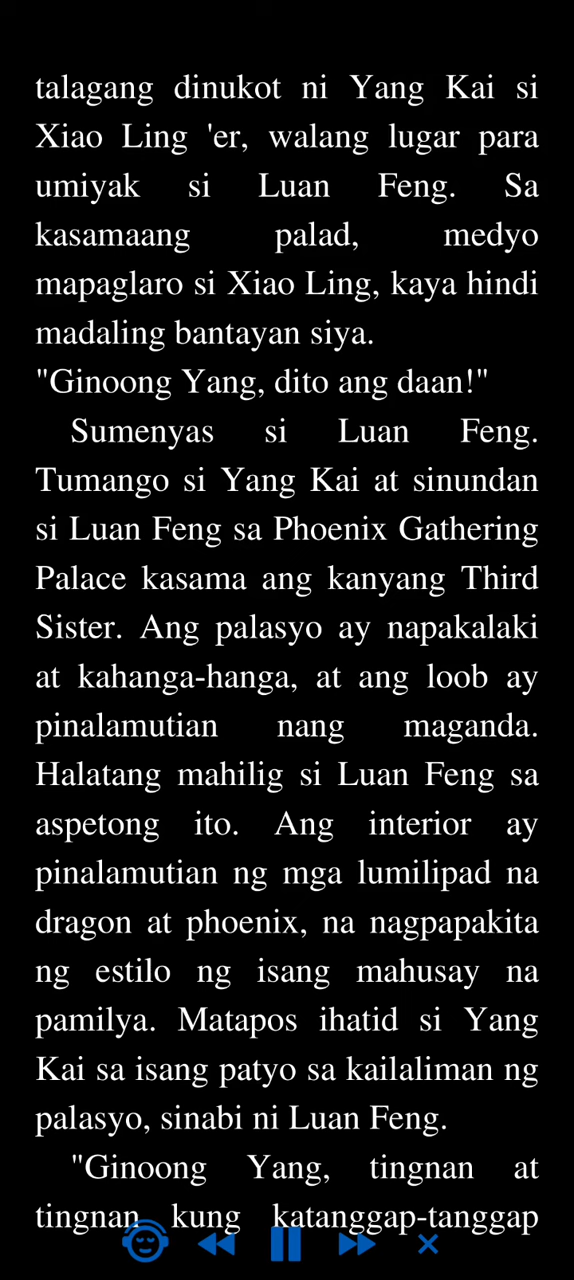 talagang dinukot ni Yang Kai si
Xiao Ling 'er, walang lugar para
umiyak si Luan Feng. Sa
kasamaang palad, medyo
mapaglaro si Xiao Ling, kaya hindi
madaling bantayan siya.
"Ginoong Yang, dito ang daan!"
Sumenyas si Luan Feng.
Tumango si Yang Kai at sinundan
si Luan Feng sa Phoenix Gathering
Palace kasama ang kanyang Third
Sister. Ang palasyo ay napakalaki
at kahanga-hanga, at ang loob ay
pinalamutian nang maganda.
Halatang mahilig si Luan Feng sa
aspetong ito. Ang interior ay
pinalamutian ng mga lumilipad na
dragon at phoenix, na nagpapakita
ng estilo ng isang mahusay na
pamilya. Matapos ihatid si Yang
Kai sa isang patyo sa kailaliman ng
palasyo, sinabi ni Luan Feng.
"Ginoong Yang, tingnan at
tingnan kung katanggap-tanggap